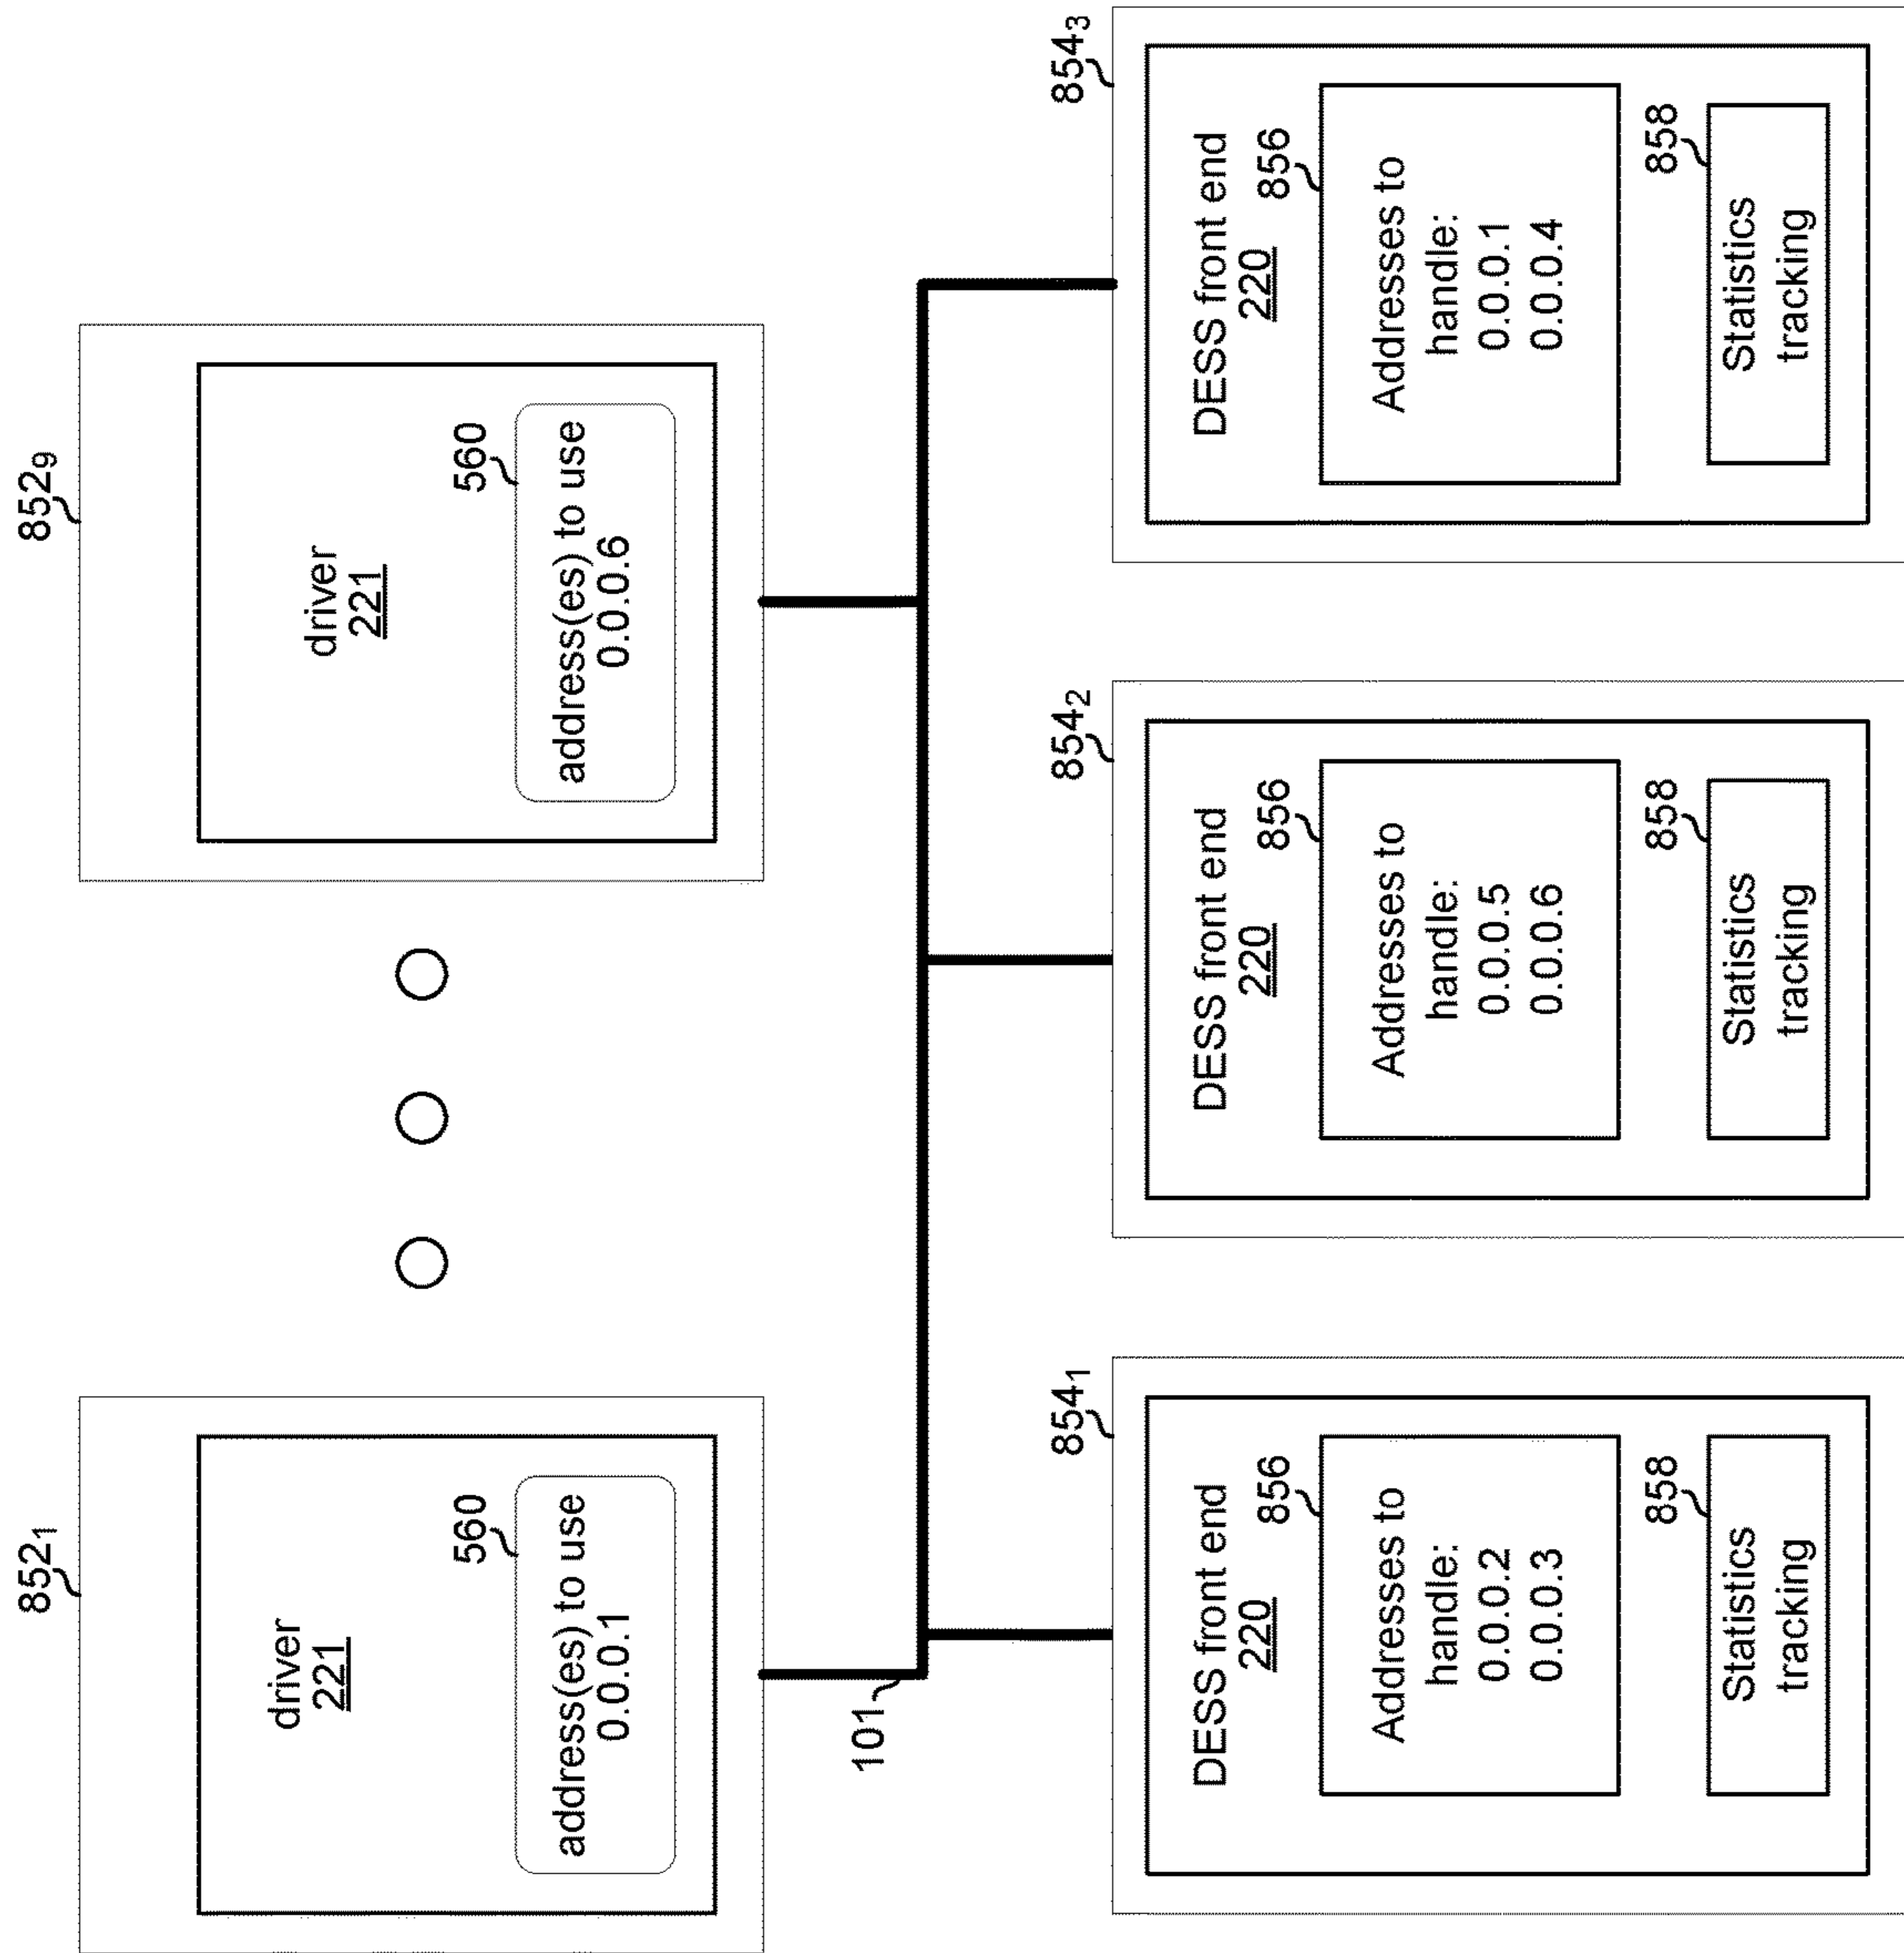 852₁
driver
221
560
address(es) to use
0.0.0.1
852₉
driver
221
560
address(es) to use
0.0.0.6
101
854₁
DESS front end
220
856
Addresses to
handle:
0.0.0.2
0.0.0.3
858
Statistics
tracking
854₂
DESS front end
220
856
Addresses to
handle:
0.0.0.5
0.0.0.6
858
Statistics
tracking
854₃
DESS front end
220
856
Addresses to
handle:
0.0.0.1
0.0.0.4
858
Statistics
tracking